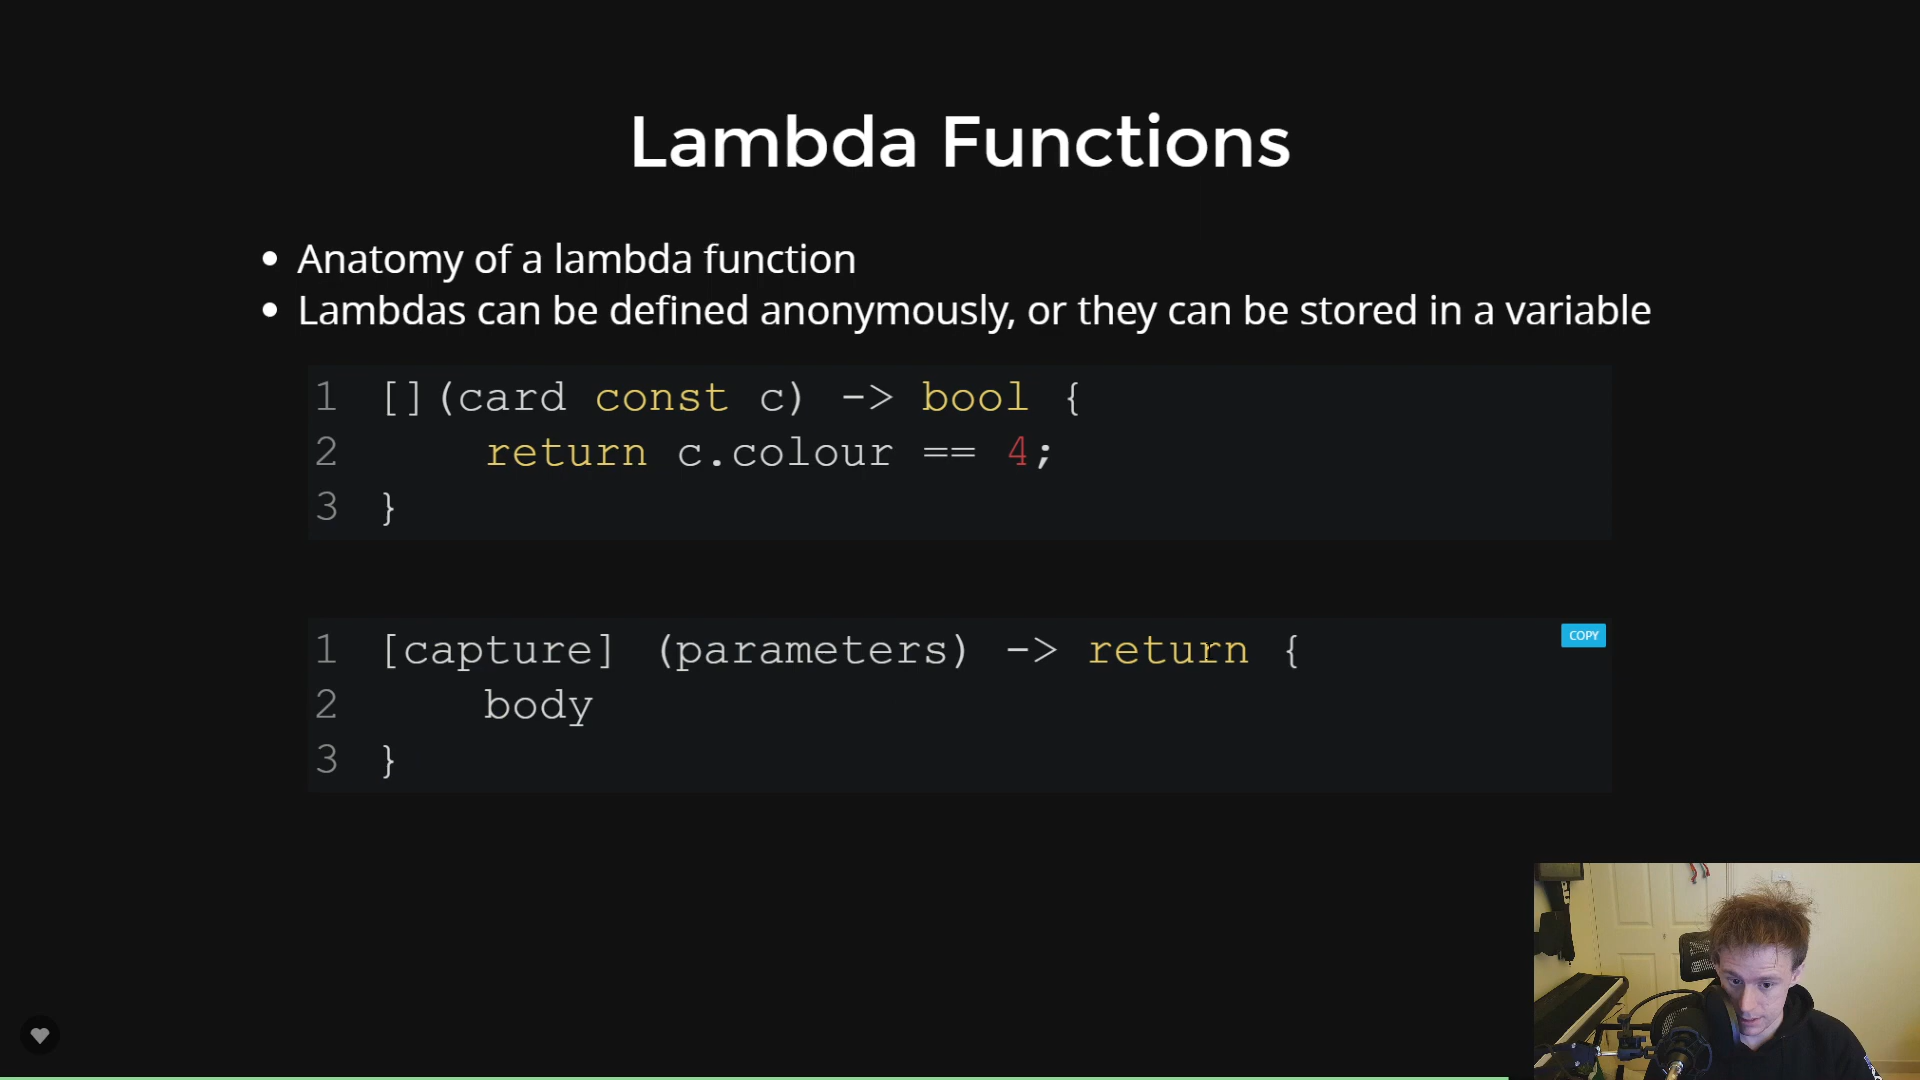 Lambda Functions
Anatomy of a lambda function
Lambdas can be defined anonymously, or they can be stored in a variable
1 [](card const c) -> bool {
2 return c.colour == 4;
3 }
1 [capture] (parameters) -> return {
COPY
2 body
3 }